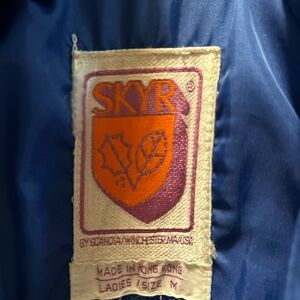 SKYR®
BY SCANDIA/WINCHESTER, MA/USA
MADE IN HONG KONG
LADIES / SIZE M